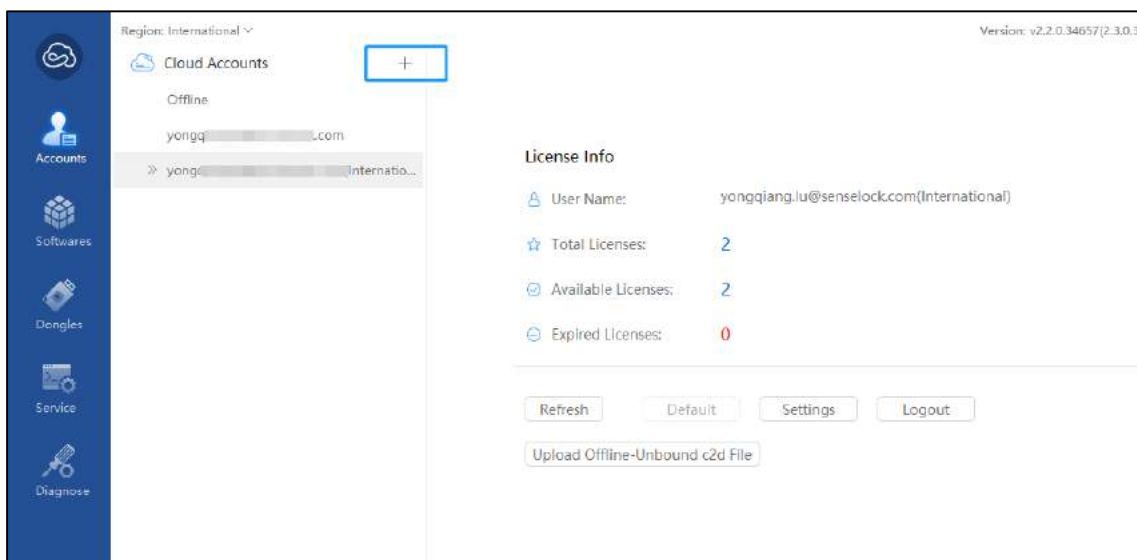 Region: International
Version: v2.2.0.34657(2.3.0.3
Cloud Accounts
+
Offline
yongq .com
yong Internatio...
Accounts
Softwares
Dongles
Service
Diagnose
License Info
User Name: yongqiang.lu@senselock.com(International)
Total Licenses: 2
Available Licenses: 2
Expired Licenses: 0
Refresh Default Settings Logout
Upload Offline-Unbound c2d File